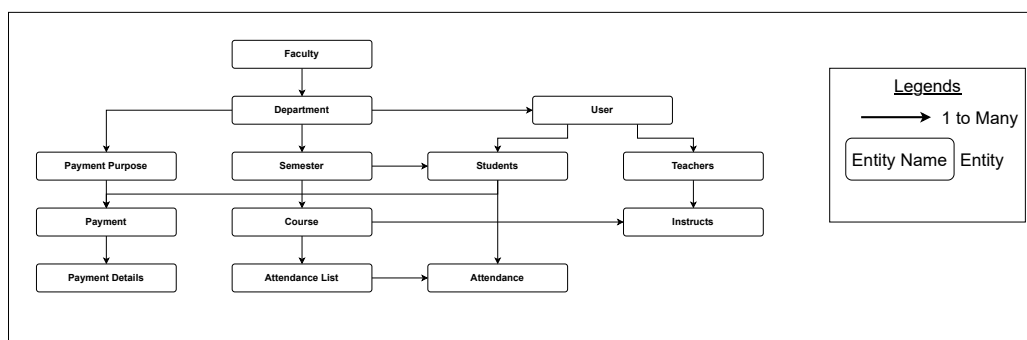 Faculty
Department
User
Payment Purpose
Semester
Students
Teachers
Payment
Course
Instructs
Payment Details
Attendance List
Attendance
Legends
1 to Many
Entity Name
Entity